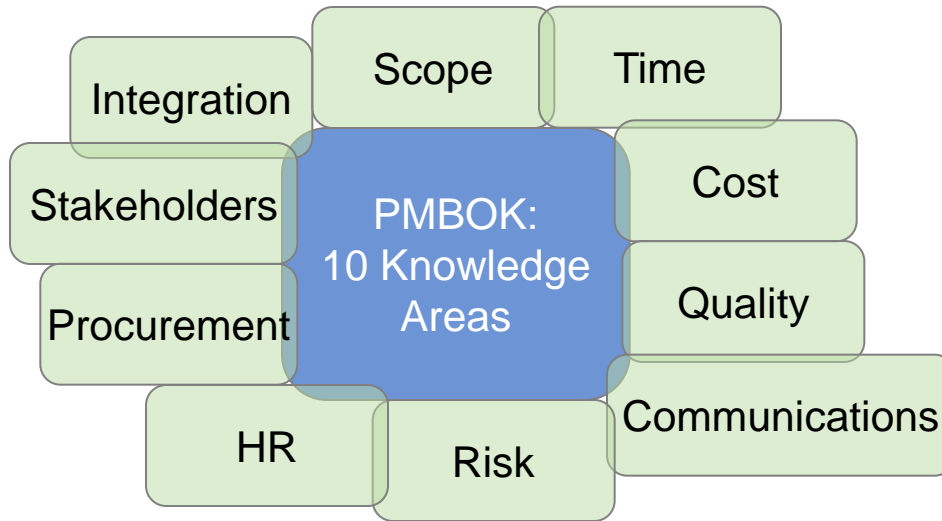 Scope
Time
Integration
Cost
Stakeholders
PMBOK:
10 Knowledge
Areas
Quality
Procurement
Communications
HR
Risk